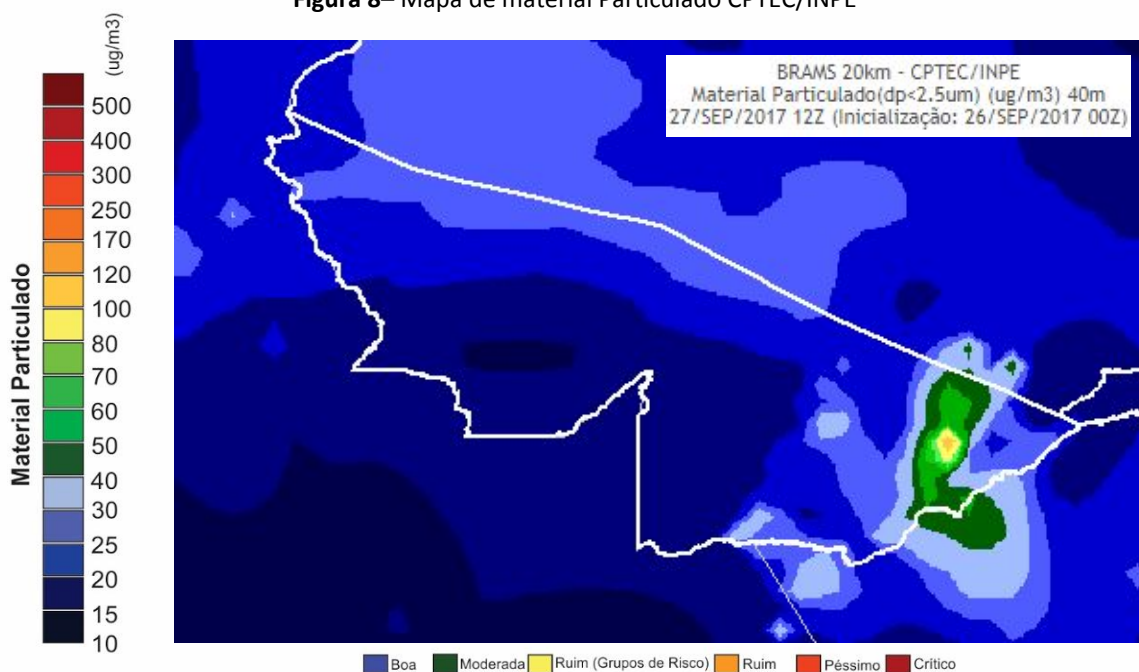 Figura 8– Mapa de material Particulado CPTEC/INPE
(ug/m3)
BRAMS 20km - CPTEC/INPE
Material Particulado(dp<2.5um) (ug/m3) 40m
27/SEP/2017 12Z (Inicialização: 26/SEP/2017 00Z)
Material Particulado
500
400
300
250
170
120
100
80
70
60
50
40
30
25
20
15
10
Boa
Moderada
Ruim (Grupos de Risco)
Ruim
Péssimo
Crítico